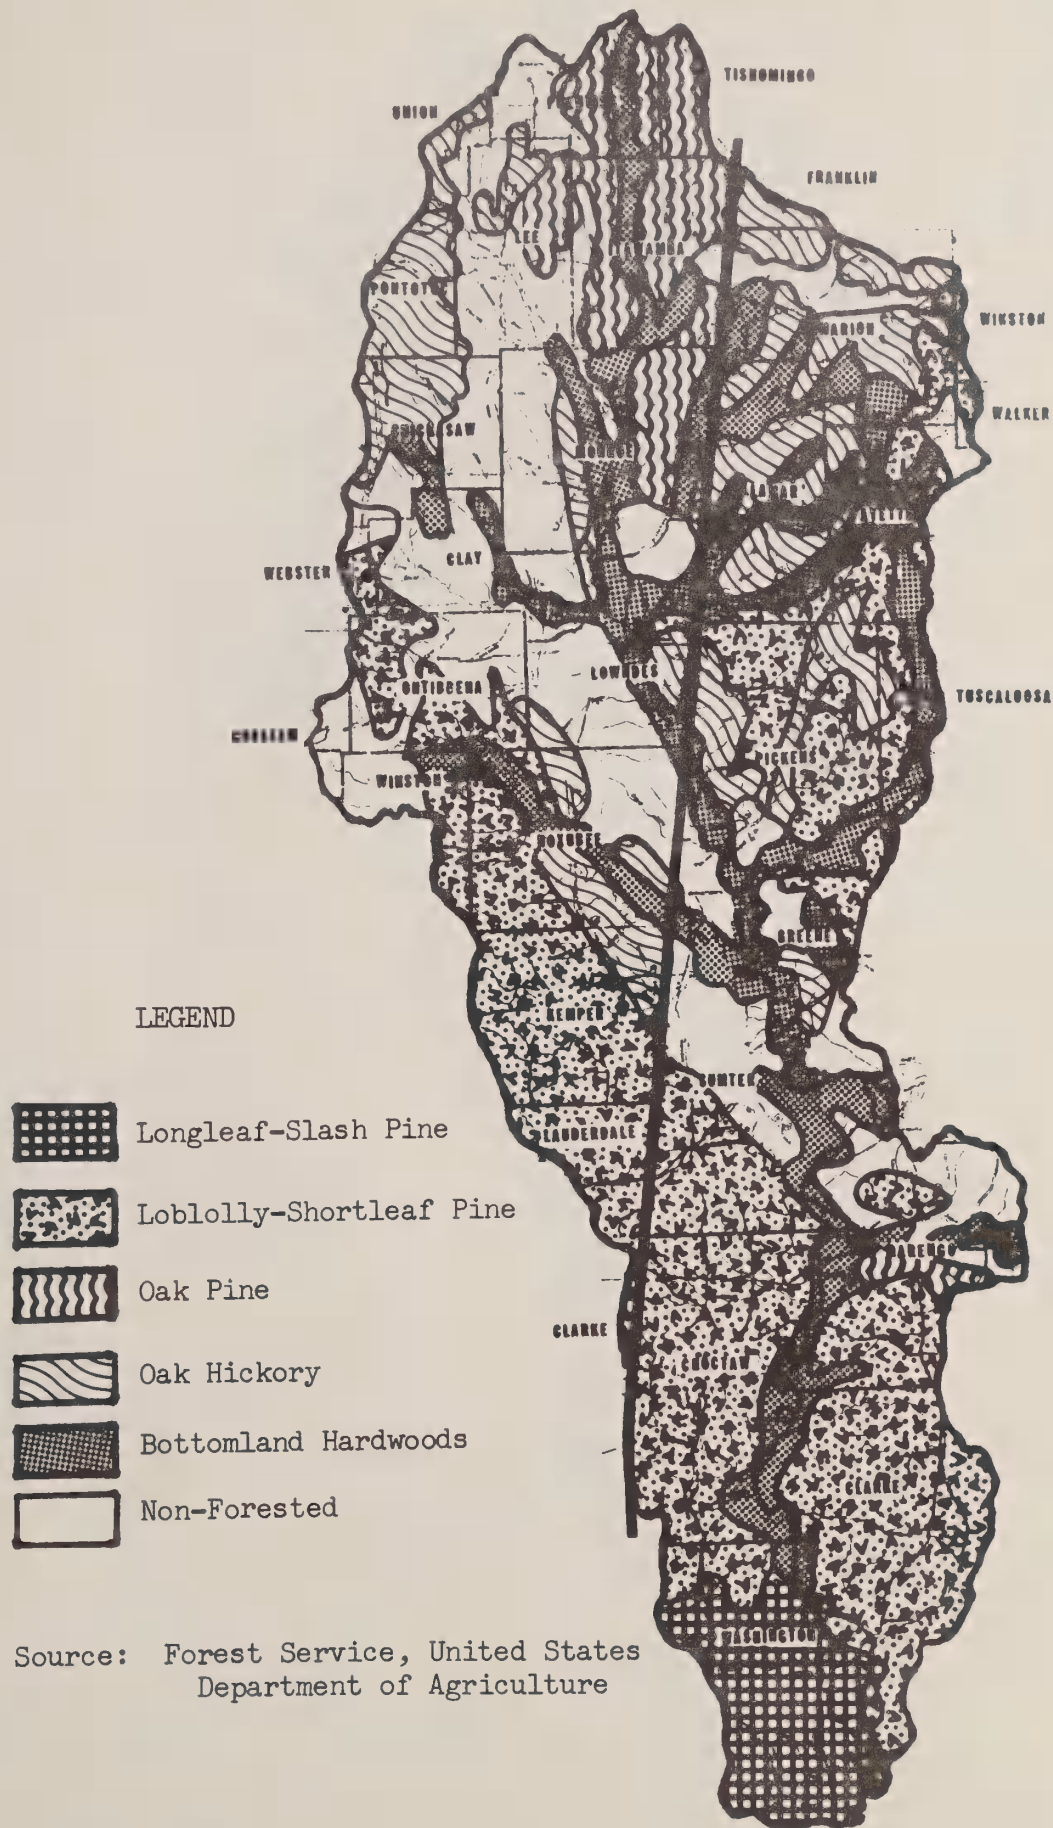 TISHOMINGO
UNION
FRANKLIN
LEE
ITAWAMBA
PONTOTOC
WINSTON
MARION
WALKER
CHICKASAW
MONROE
LAMAR
FAYETTE
CLAY
WEBSTER
LOWNDES
OKTIBBEHA
TUSCALOOSA
PICKENS
WINSTON
NOXUBEE
GREENE
KEMPER
SUMTER
LAUDERDALE
MARENGO
CLARKE
CHOCTAW
CLARKE
WASHINGTON
LEGEND
Longleaf-Slash Pine
Loblolly-Shortleaf Pine
Oak Pine
Oak Hickory
Bottomland Hardwoods
Non-Forested
Source: Forest Service, United States
Department of Agriculture